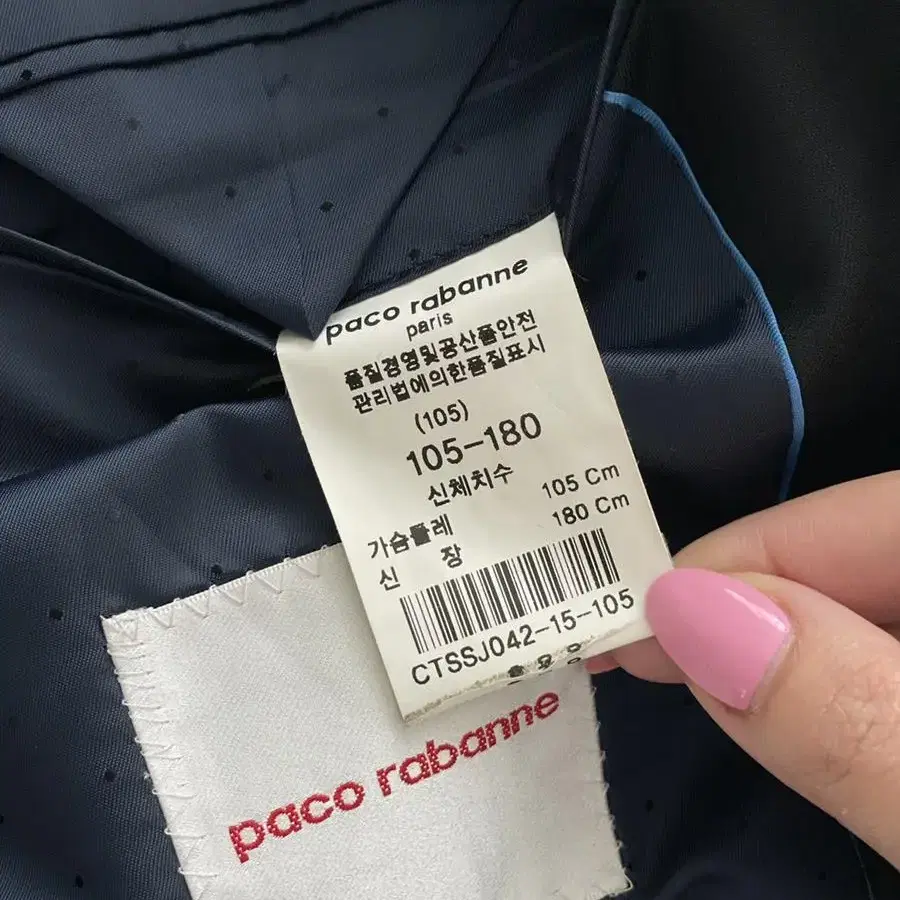 paco rabanne
paris
품질경영및공산품안전
관리법에의한품질표시
(105)
105-180
신체치수
가슴둘레 105 Cm
신 장 180 Cm
CTSSJ042-15-105
paco rabanne